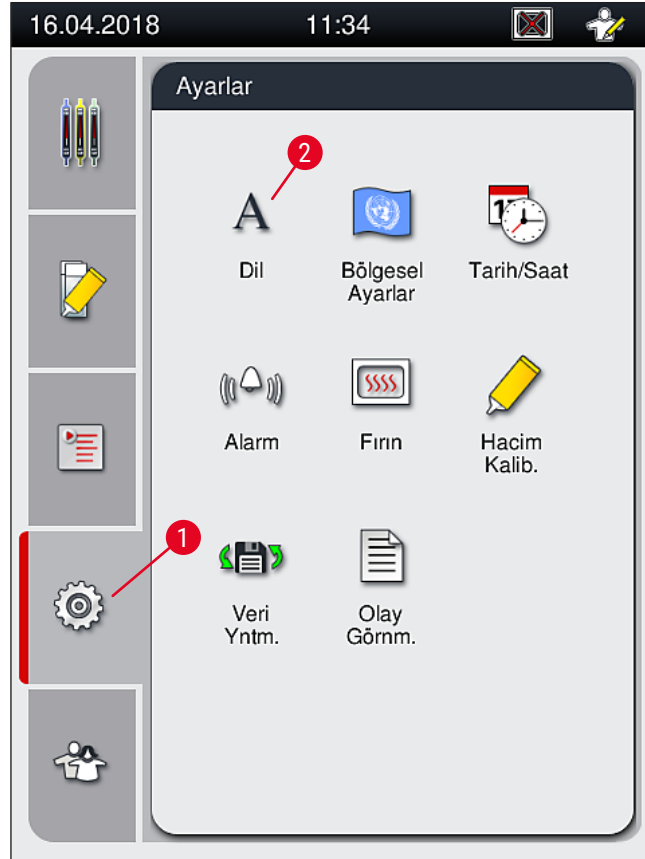 16.04.2018 11:34
Ayarlar
2
A
17
Dil
Bölgesel
Ayarlar
Tarih/Saat
Alarm
Fırın
Hacim
Kalib.
1
Veri
Yntm.
Olay
Görnm.